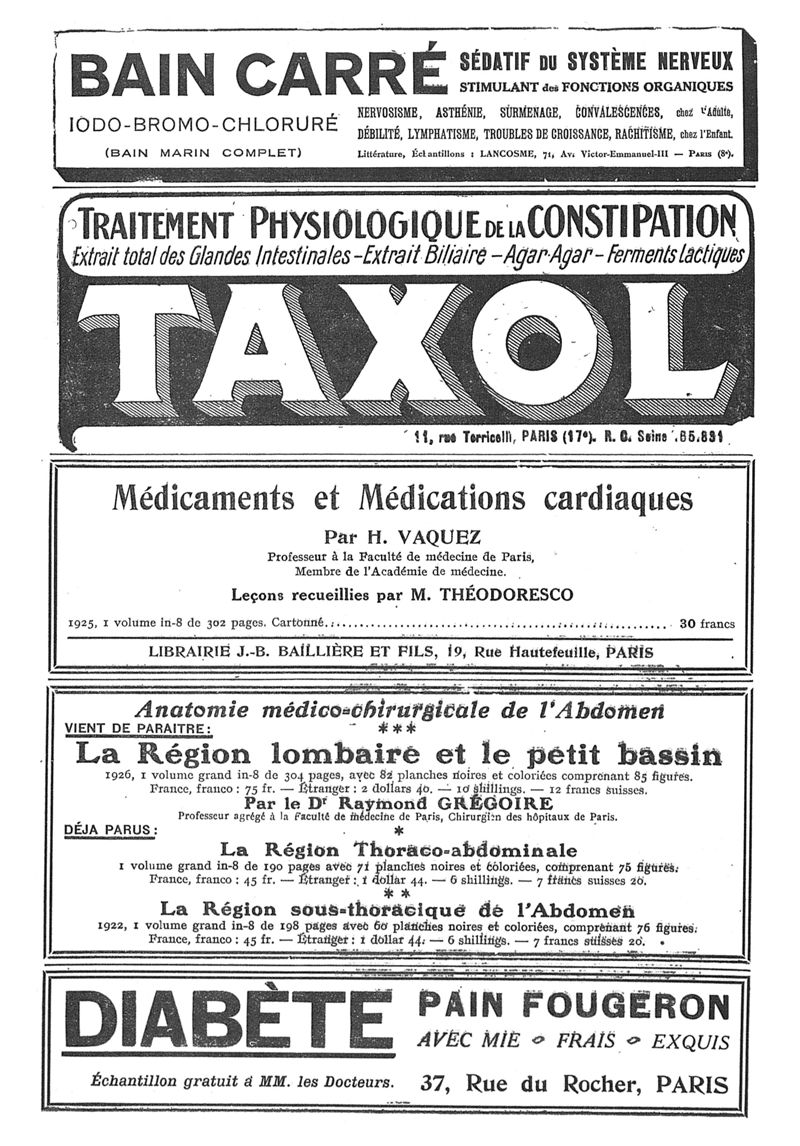 BAIN CARRÉ
IODO-BROMO-CHLORURÉ
(BAIN MARIN COMPLET)
SÉDATIF DU SYSTÈME NERVEUX
STIMULANT des FONCTIONS ORGANIQUES
NERVOSISME, ASTHÉNIE, SURMENAGE, CONVALESCENCES, chez l'Adulte,
DÉBILITÉ, LYMPHATISME, TROUBLES DE CROISSANCE, RACHITISME, chez l'Enfant.
Littérature, Échantillons : LANCOSME, 71, Av. Victor-Emmanuel-III — PARIS (8e).
TRAITEMENT PHYSIOLOGIQUE DE LA CONSTIPATION
Extrait total des Glandes Intestinales - Extrait Biliaire - Agar-Agar - Ferments lactiques
TAXOL
11, rue Torricelli, PARIS (17e). R. C. Seine 165.831
Médicaments et Médications cardiaques
Par H. VAQUEZ
Professeur à la Faculté de médecine de Paris,
Membre de l'Académie de médecine.
Leçons recueillies par M. THÉODORESCO
1925, 1 volume in-8 de 302 pages. Cartonné. 30 francs
LIBRAIRIE J.-B. BAILLIÈRE ET FILS, 19, Rue Hautefeuille, PARIS
Anatomie médico-chirurgicale de l'Abdomen
VIENT DE PARAITRE : ***
La Région lombaire et le petit bassin
1926, 1 volume grand in-8 de 304 pages, avec 82 planches noires et coloriées comprenant 85 figures.
France, franco : 75 fr. — Étranger : 2 dollars 40. — 10 shillings. — 12 francs suisses.
Par le Dr Raymond GRÉGOIRE
Professeur agrégé à la Faculté de médecine de Paris, Chirurgien des hôpitaux de Paris.
DÉJA PARUS : *
La Région Thoraco-abdominale
1 volume grand in-8 de 190 pages avec 71 planches noires et coloriées, comprenant 75 figures.
France, franco : 45 fr. — Étranger : 1 dollar 44. — 6 shillings. — 7 francs suisses 20.
* *
La Région sous-thoracique de l'Abdomen
1922, 1 volume grand in-8 de 198 pages avec 60 planches noires et coloriées, comprenant 76 figures.
France, franco : 45 fr. — Étranger : 1 dollar 44. — 6 shillings. — 7 francs suisses 20.
DIABÈTE
Échantillon gratuit à MM. les Docteurs.
PAIN FOUGERON
AVEC MIE FRAIS EXQUIS
37, Rue du Rocher, PARIS